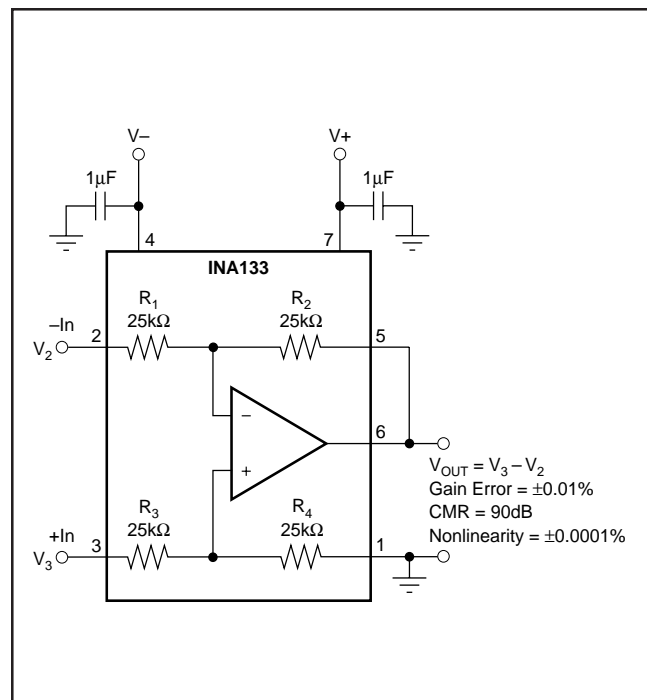 V–
V+
1µF
1µF
4
7
INA133
R1
25kΩ
R2
25kΩ
–In
2
V2
5
–
6
+
VOUT = V3 – V2
Gain Error = ±0.01%
CMR = 90dB
Nonlinearity = ±0.0001%
R3
25kΩ
R4
25kΩ
+In
3
V3
1